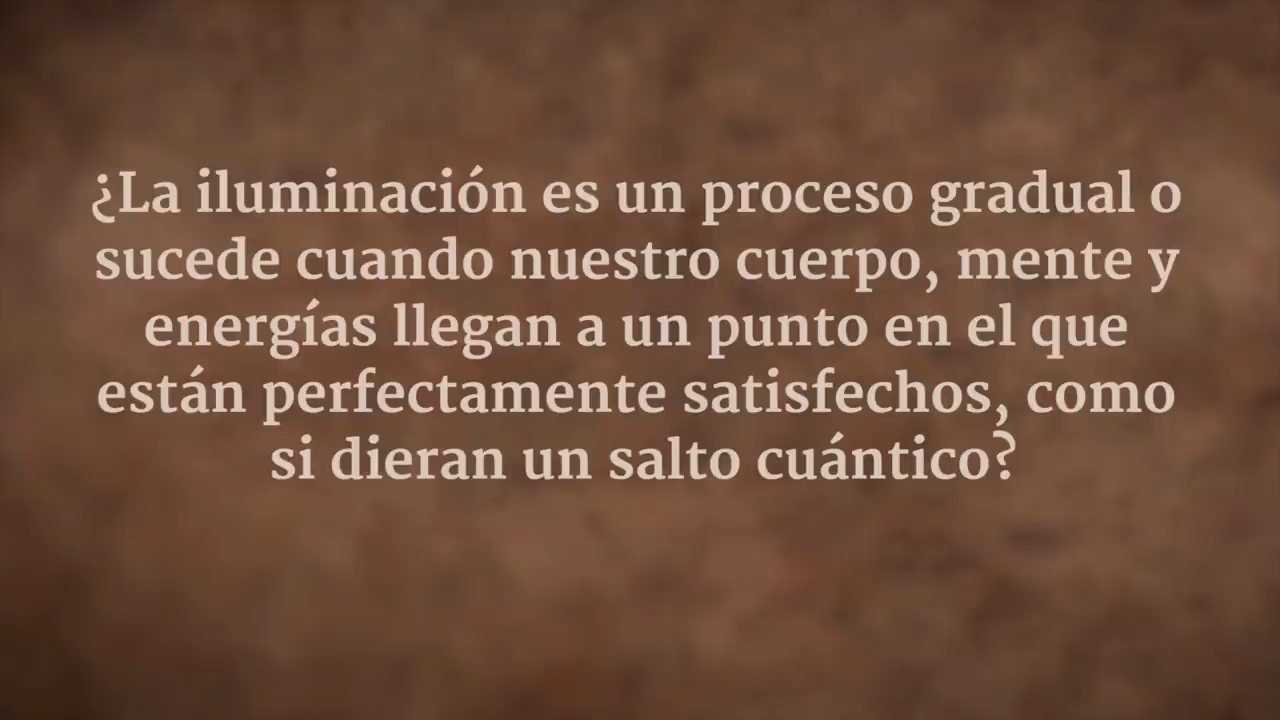 ¿La iluminación es un proceso gradual o
sucede cuando nuestro cuerpo, mente y
energías llegan a un punto en el que
están perfectamente satisfechos, como
si dieran un salto cuántico?